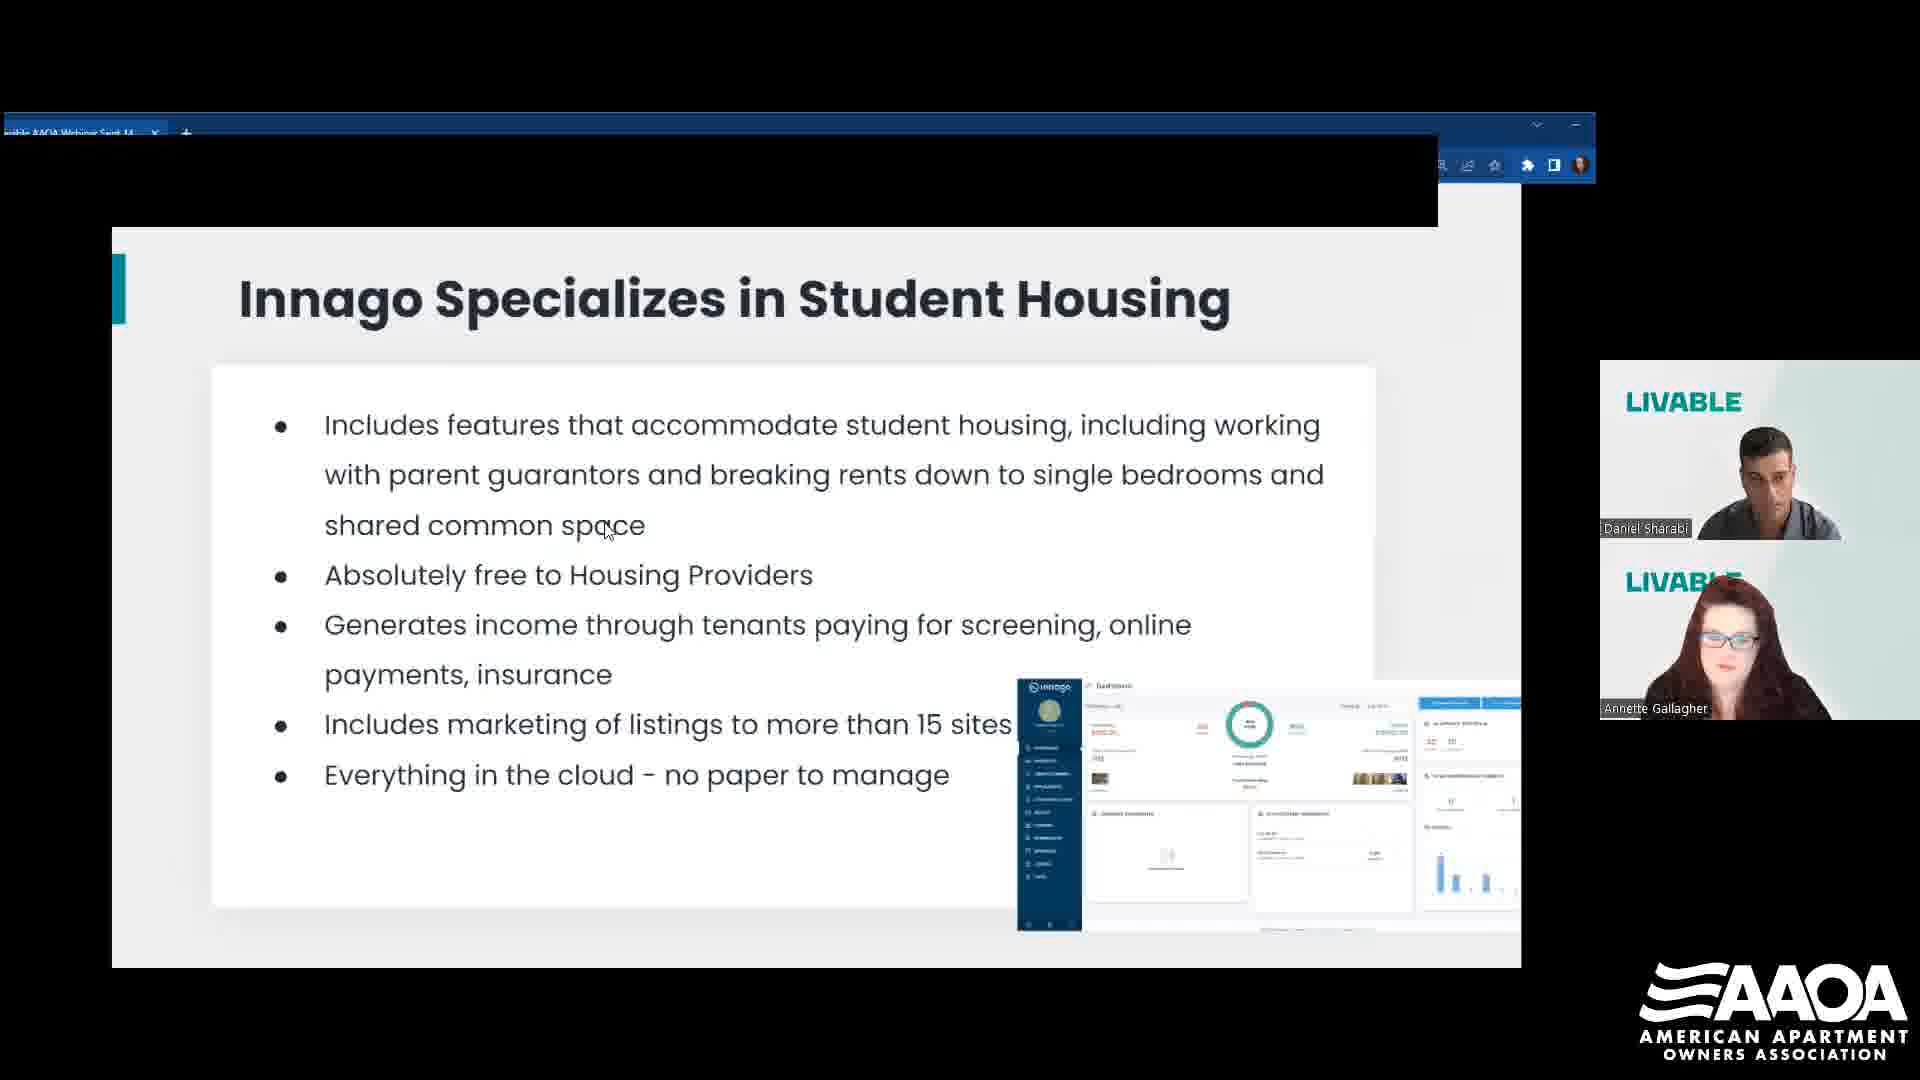 Innago Specializes in Student Housing
● Includes features that accommodate student housing, including working
with parent guarantors and breaking rents down to single bedrooms and
shared common space
● Absolutely free to Housing Providers
● Generates income through tenants paying for screening, online
payments, insurance
● Includes marketing of listings to more than 15 sites
● Everything in the cloud - no paper to manage
innago
Dashboard
LIVABLE
Daniel Sharabi
LIVABLE
Annette Gallagher
AAOA
AMERICAN APARTMENT
OWNERS ASSOCIATION